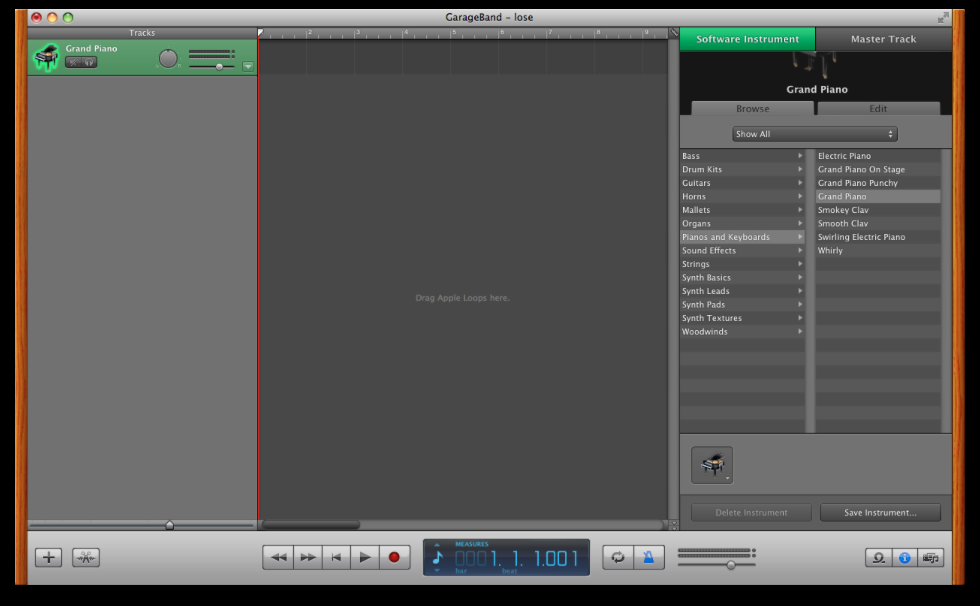 GarageBand - lose
Tracks
2 3 4 5 6 7 8 9
Grand Piano
Software Instrument
Master Track
Grand Piano
Browse
Edit
Show All
Bass
Drum Kits
Guitars
Horns
Mallets
Organs
Pianos and Keyboards
Sound Effects
Strings
Synth Basics
Synth Leads
Synth Pads
Synth Textures
Woodwinds
Electric Piano
Grand Piano On Stage
Grand Piano Punchy
Grand Piano
Smokey Clav
Smooth Clav
Swirling Electric Piano
Whirly
Drag Apple Loops here.
Delete Instrument
Save Instrument...
MEASURES
0001. 1. 1.001
bar beat